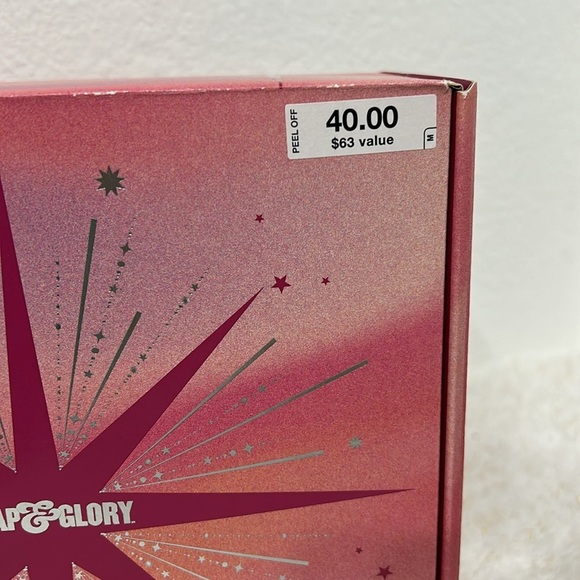 PEEL OFF
40.00
$63 value
M
AP&GLORY